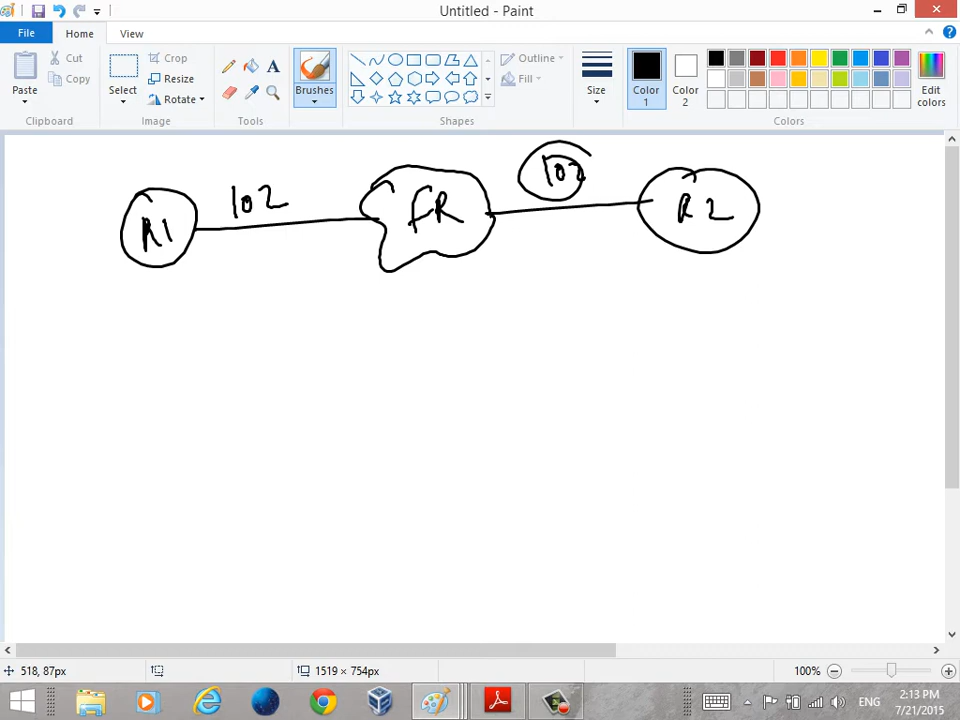 Untitled - Paint
File
Home
View
Paste
Cut
Copy
Clipboard
Select
Crop
Resize
Rotate
Image
Tools
Brushes
Shapes
Outline
Fill
Size
Color 1
Color 2
Edit colors
Colors
R1
102
FR
102
R2
518, 87px
1519 × 754px
100%
ENG
2:13 PM
7/21/2015